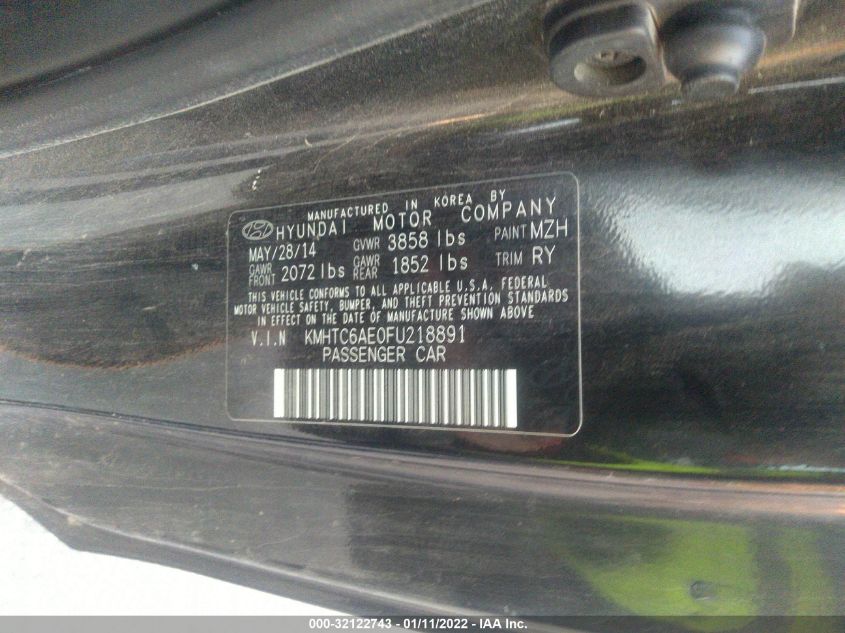 MANUFACTURED IN KOREA BY
HYUNDAI MOTOR COMPANY
MAY/28/14 GVWR 3858 lbs PAINT MZH
GAWR FRONT 2072 lbs GAWR REAR 1852 lbs TRIM RY
THIS VEHICLE CONFORMS TO ALL APPLICABLE U.S.A. FEDERAL
MOTOR VEHICLE SAFETY, BUMPER, AND THEFT PREVENTION STANDARDS
IN EFFECT ON THE DATE OF MANUFACTURE SHOWN ABOVE
V.I.N KMHTC6AE0FU218891
PASSENGER CAR
000-32122743 - 01/11/2022 - IAA Inc.